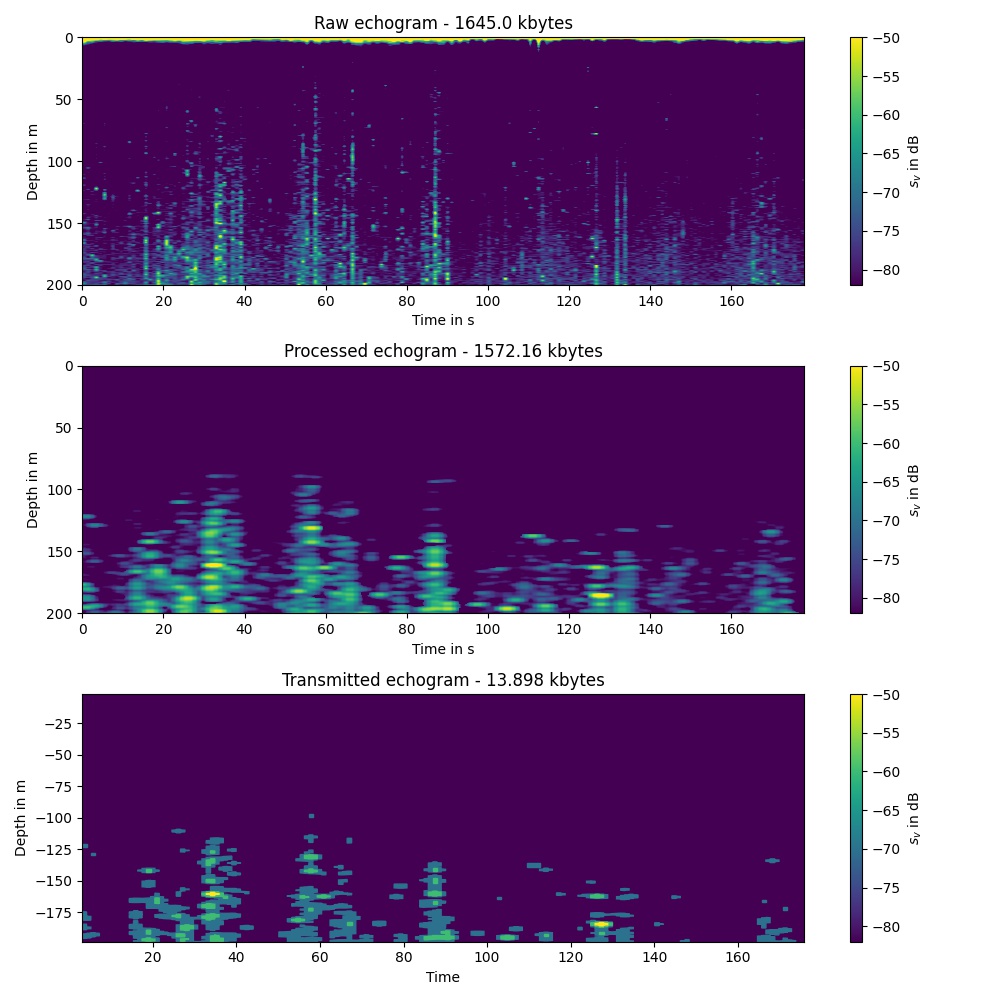 Raw echogram - 1645.0 kbytes
0
50
100
150
200
Depth in m
0 20 40 60 80 100 120 140 160
Time in s
−50
−55
−60
−65
−70
−75
−80
sv in dB
Processed echogram - 1572.16 kbytes
0
50
100
150
200
Depth in m
0 20 40 60 80 100 120 140 160
Time in s
−50
−55
−60
−65
−70
−75
−80
sv in dB
Transmitted echogram - 13.898 kbytes
−25
−50
−75
−100
−125
−150
−175
Depth in m
20 40 60 80 100 120 140 160
Time
−50
−55
−60
−65
−70
−75
−80
sv in dB